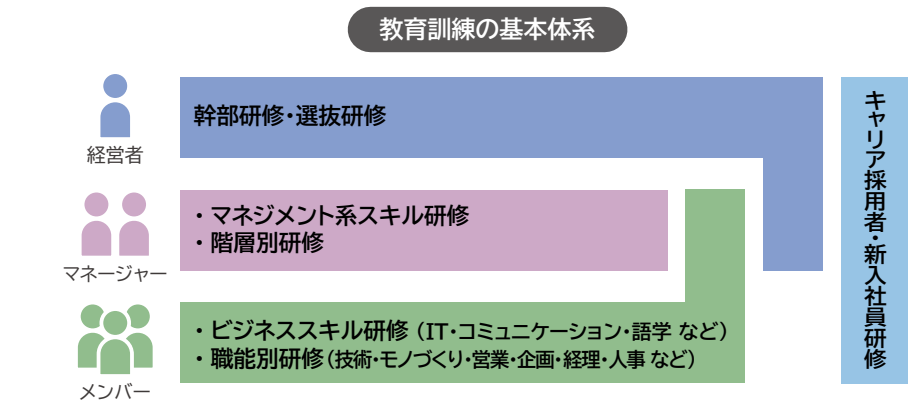 教育訓練の基本体系
経営者
幹部研修・選抜研修
マネージャー
・マネジメント系スキル研修
・階層別研修
メンバー
・ビジネススキル研修（IT・コミュニケーション・語学 など）
・職能別研修（技術・モノづくり・営業・企画・経理・人事 など）
キャリア採用者・新入社員研修